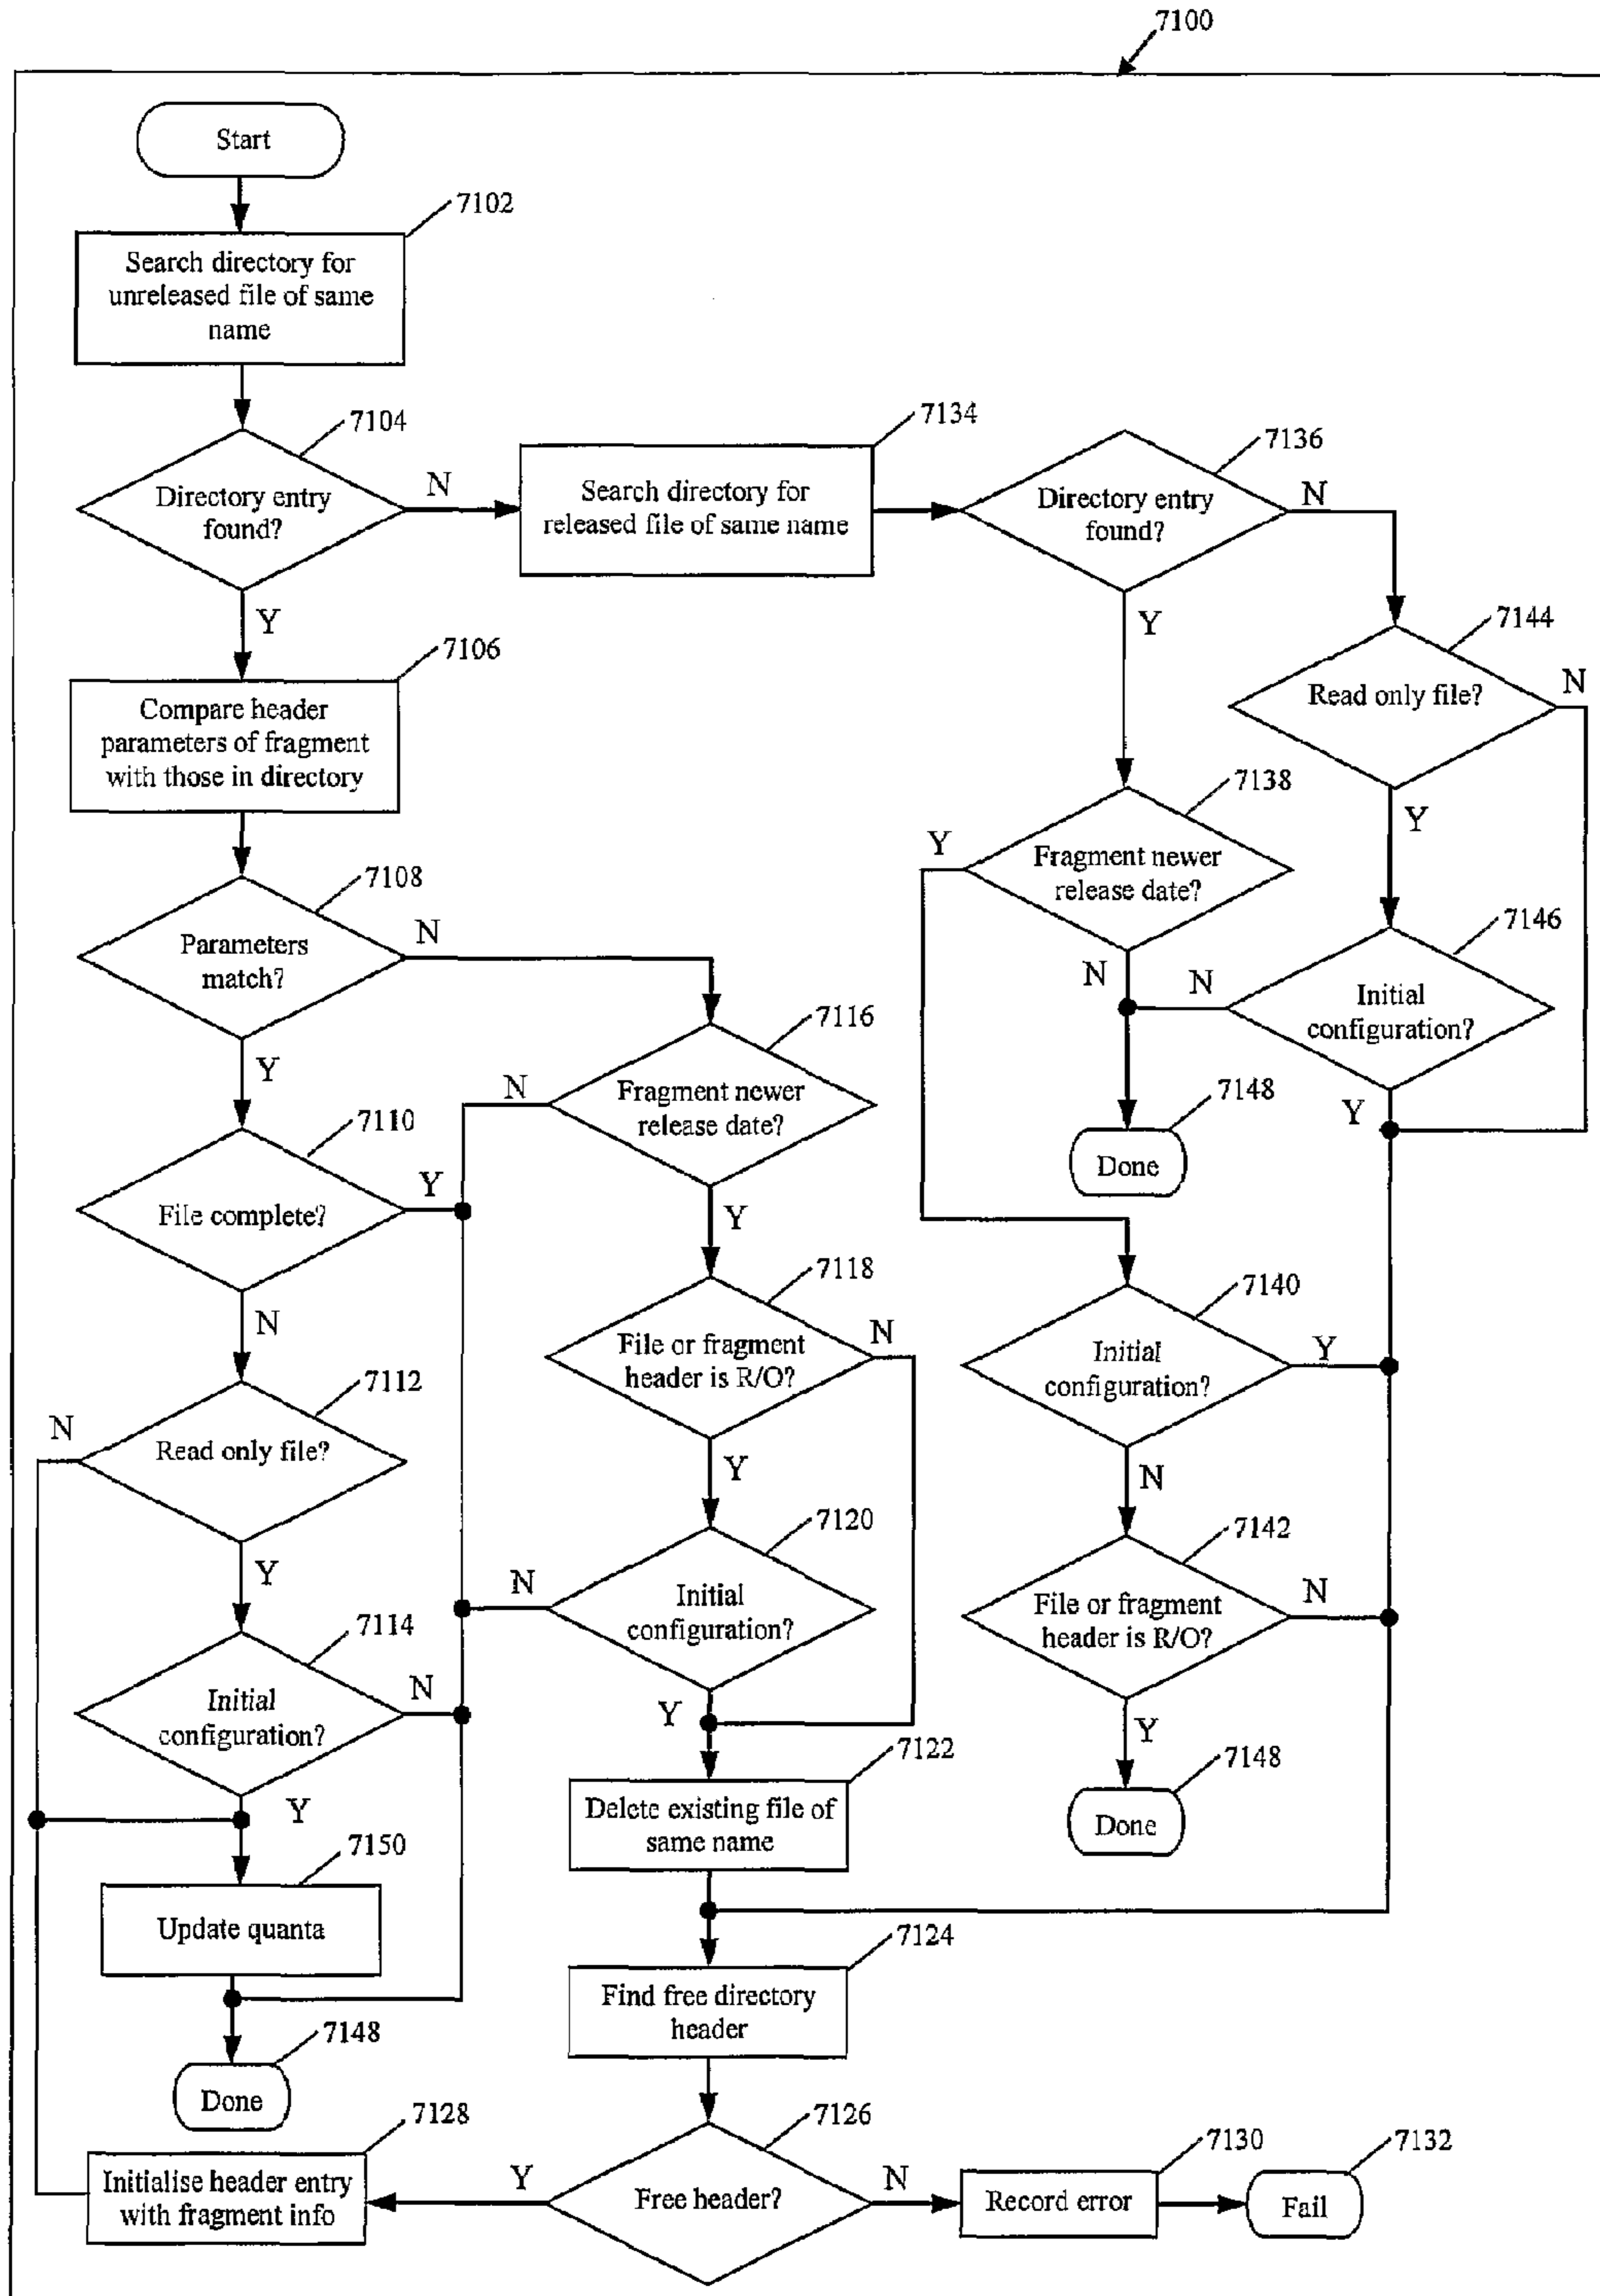 7100
Start
7102
Search directory for
unreleased file of same
name
7104
Directory entry
found?
N
Y
7134
Search directory for
released file of same name
7136
Directory entry
found?
N
Y
7106
Compare header
parameters of fragment
with those in directory
7144
Read only file?
N
Y
7138
Fragment newer
release date?
Y
N
7146
Initial
configuration?
N
Y
7148
Done
7108
Parameters
match?
N
Y
7116
Fragment newer
release date?
N
Y
7110
File complete?
Y
N
7118
File or fragment
header is R/O?
N
Y
7140
Initial
configuration?
Y
N
7112
Read only file?
N
Y
7120
Initial
configuration?
N
Y
7142
File or fragment
header is R/O?
N
Y
7148
Done
7114
Initial
configuration?
N
Y
7122
Delete existing file of
same name
7150
Update quanta
7124
Find free directory
header
7148
Done
7128
Initialise header entry
with fragment info
7126
Free header?
Y
N
7130
Record error
7132
Fail